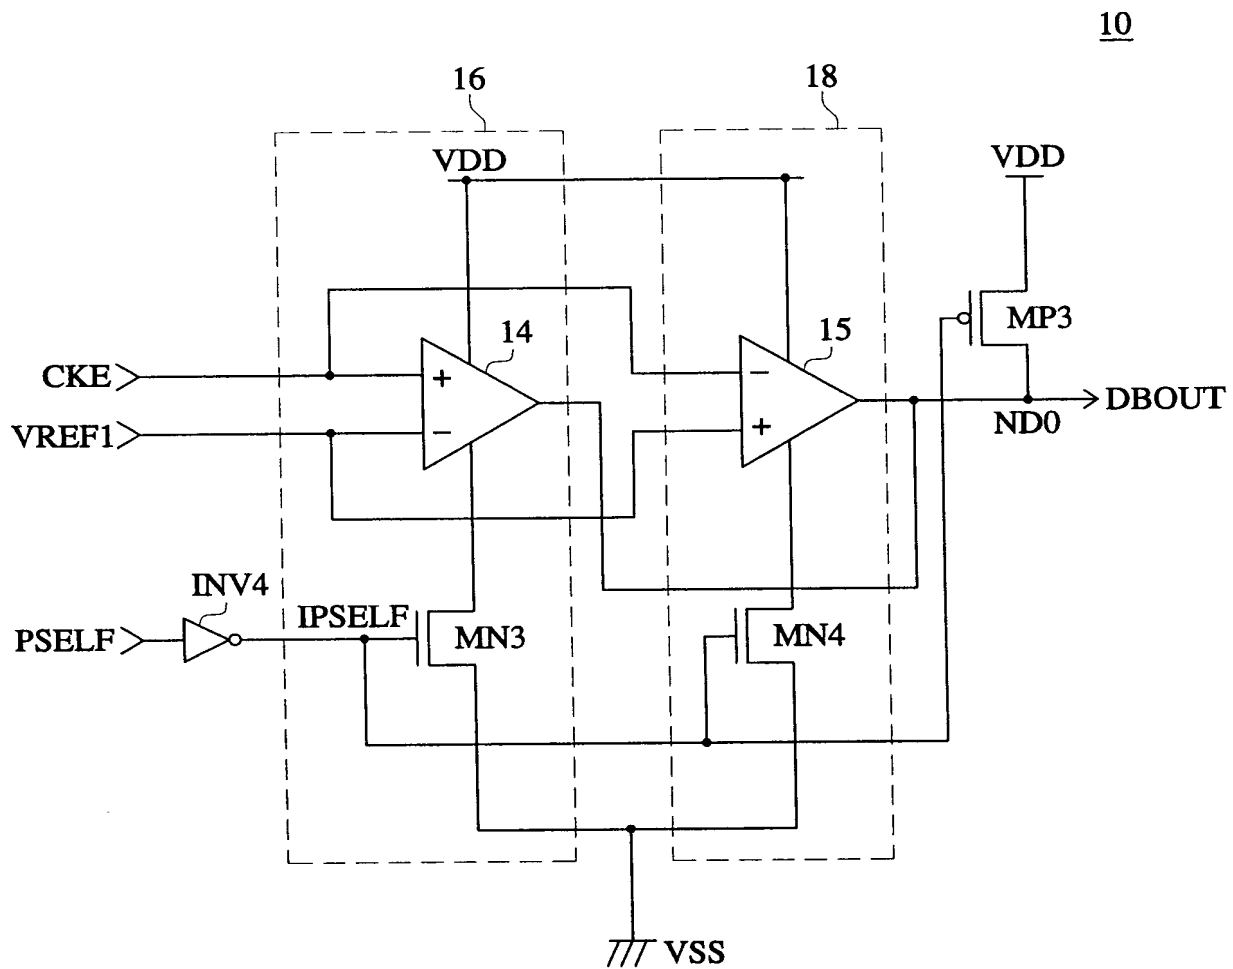 10
16
18
VDD
VDD
14
15
MP3
CKE
+
−
DBOUT
VREF1
−
+
ND0
INV4
IPSELF
PSELF
MN3
MN4
VSS